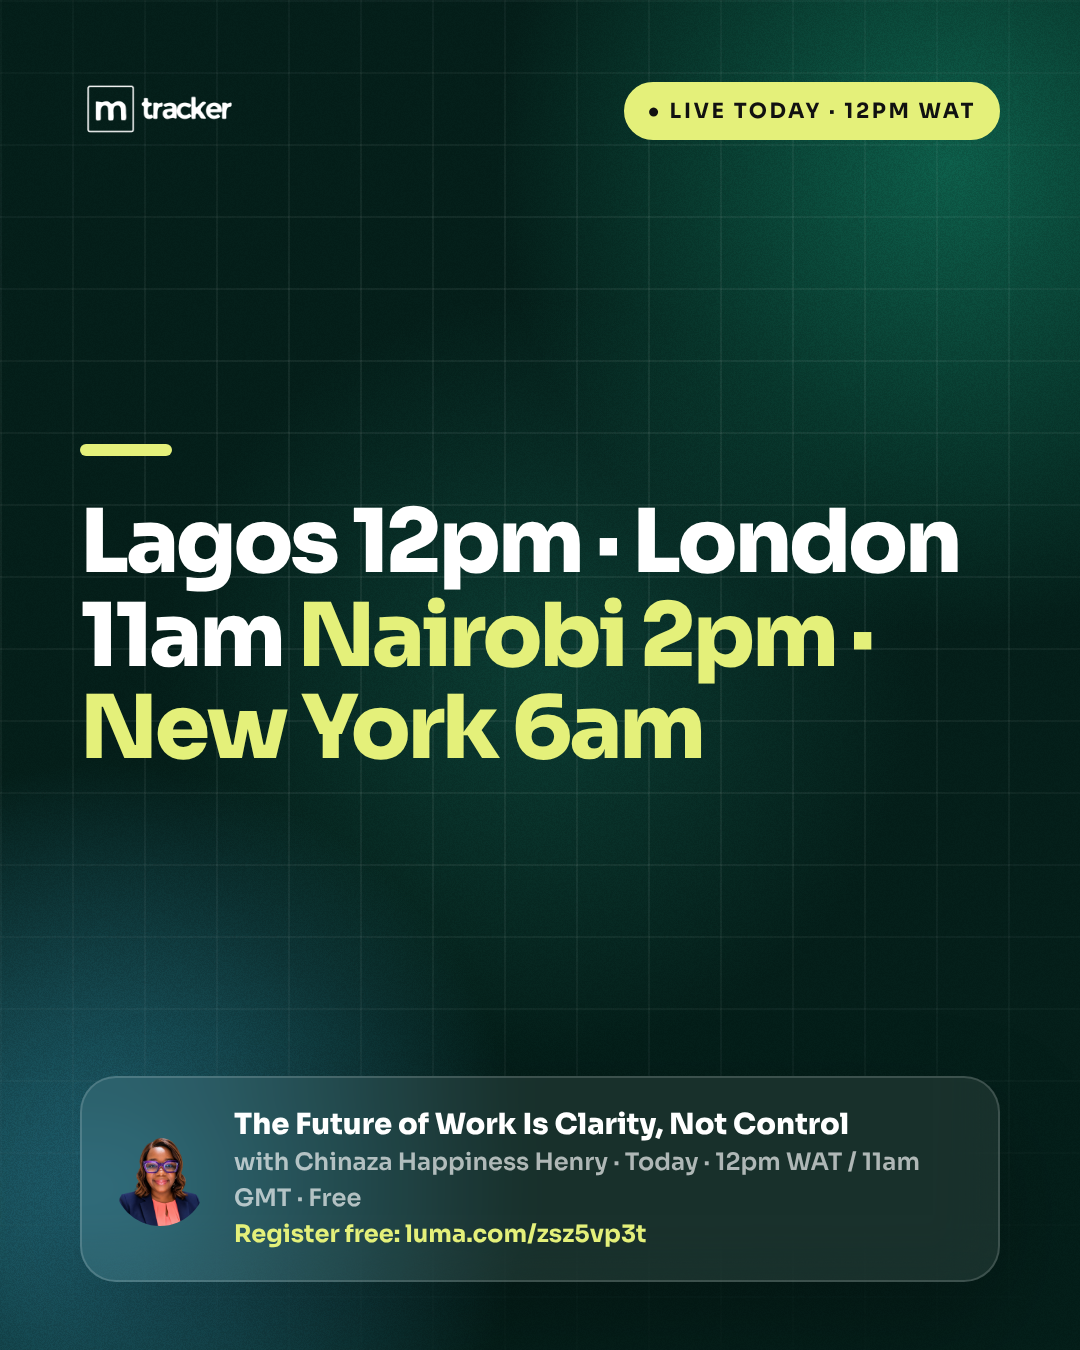 m tracker
• LIVE TODAY · 12PM WAT
Lagos 12pm · London
11am Nairobi 2pm ·
New York 6am
The Future of Work Is Clarity, Not Control
with Chinaza Happiness Henry · Today · 12pm WAT / 11am
GMT · Free
Register free: luma.com/zsz5vp3t